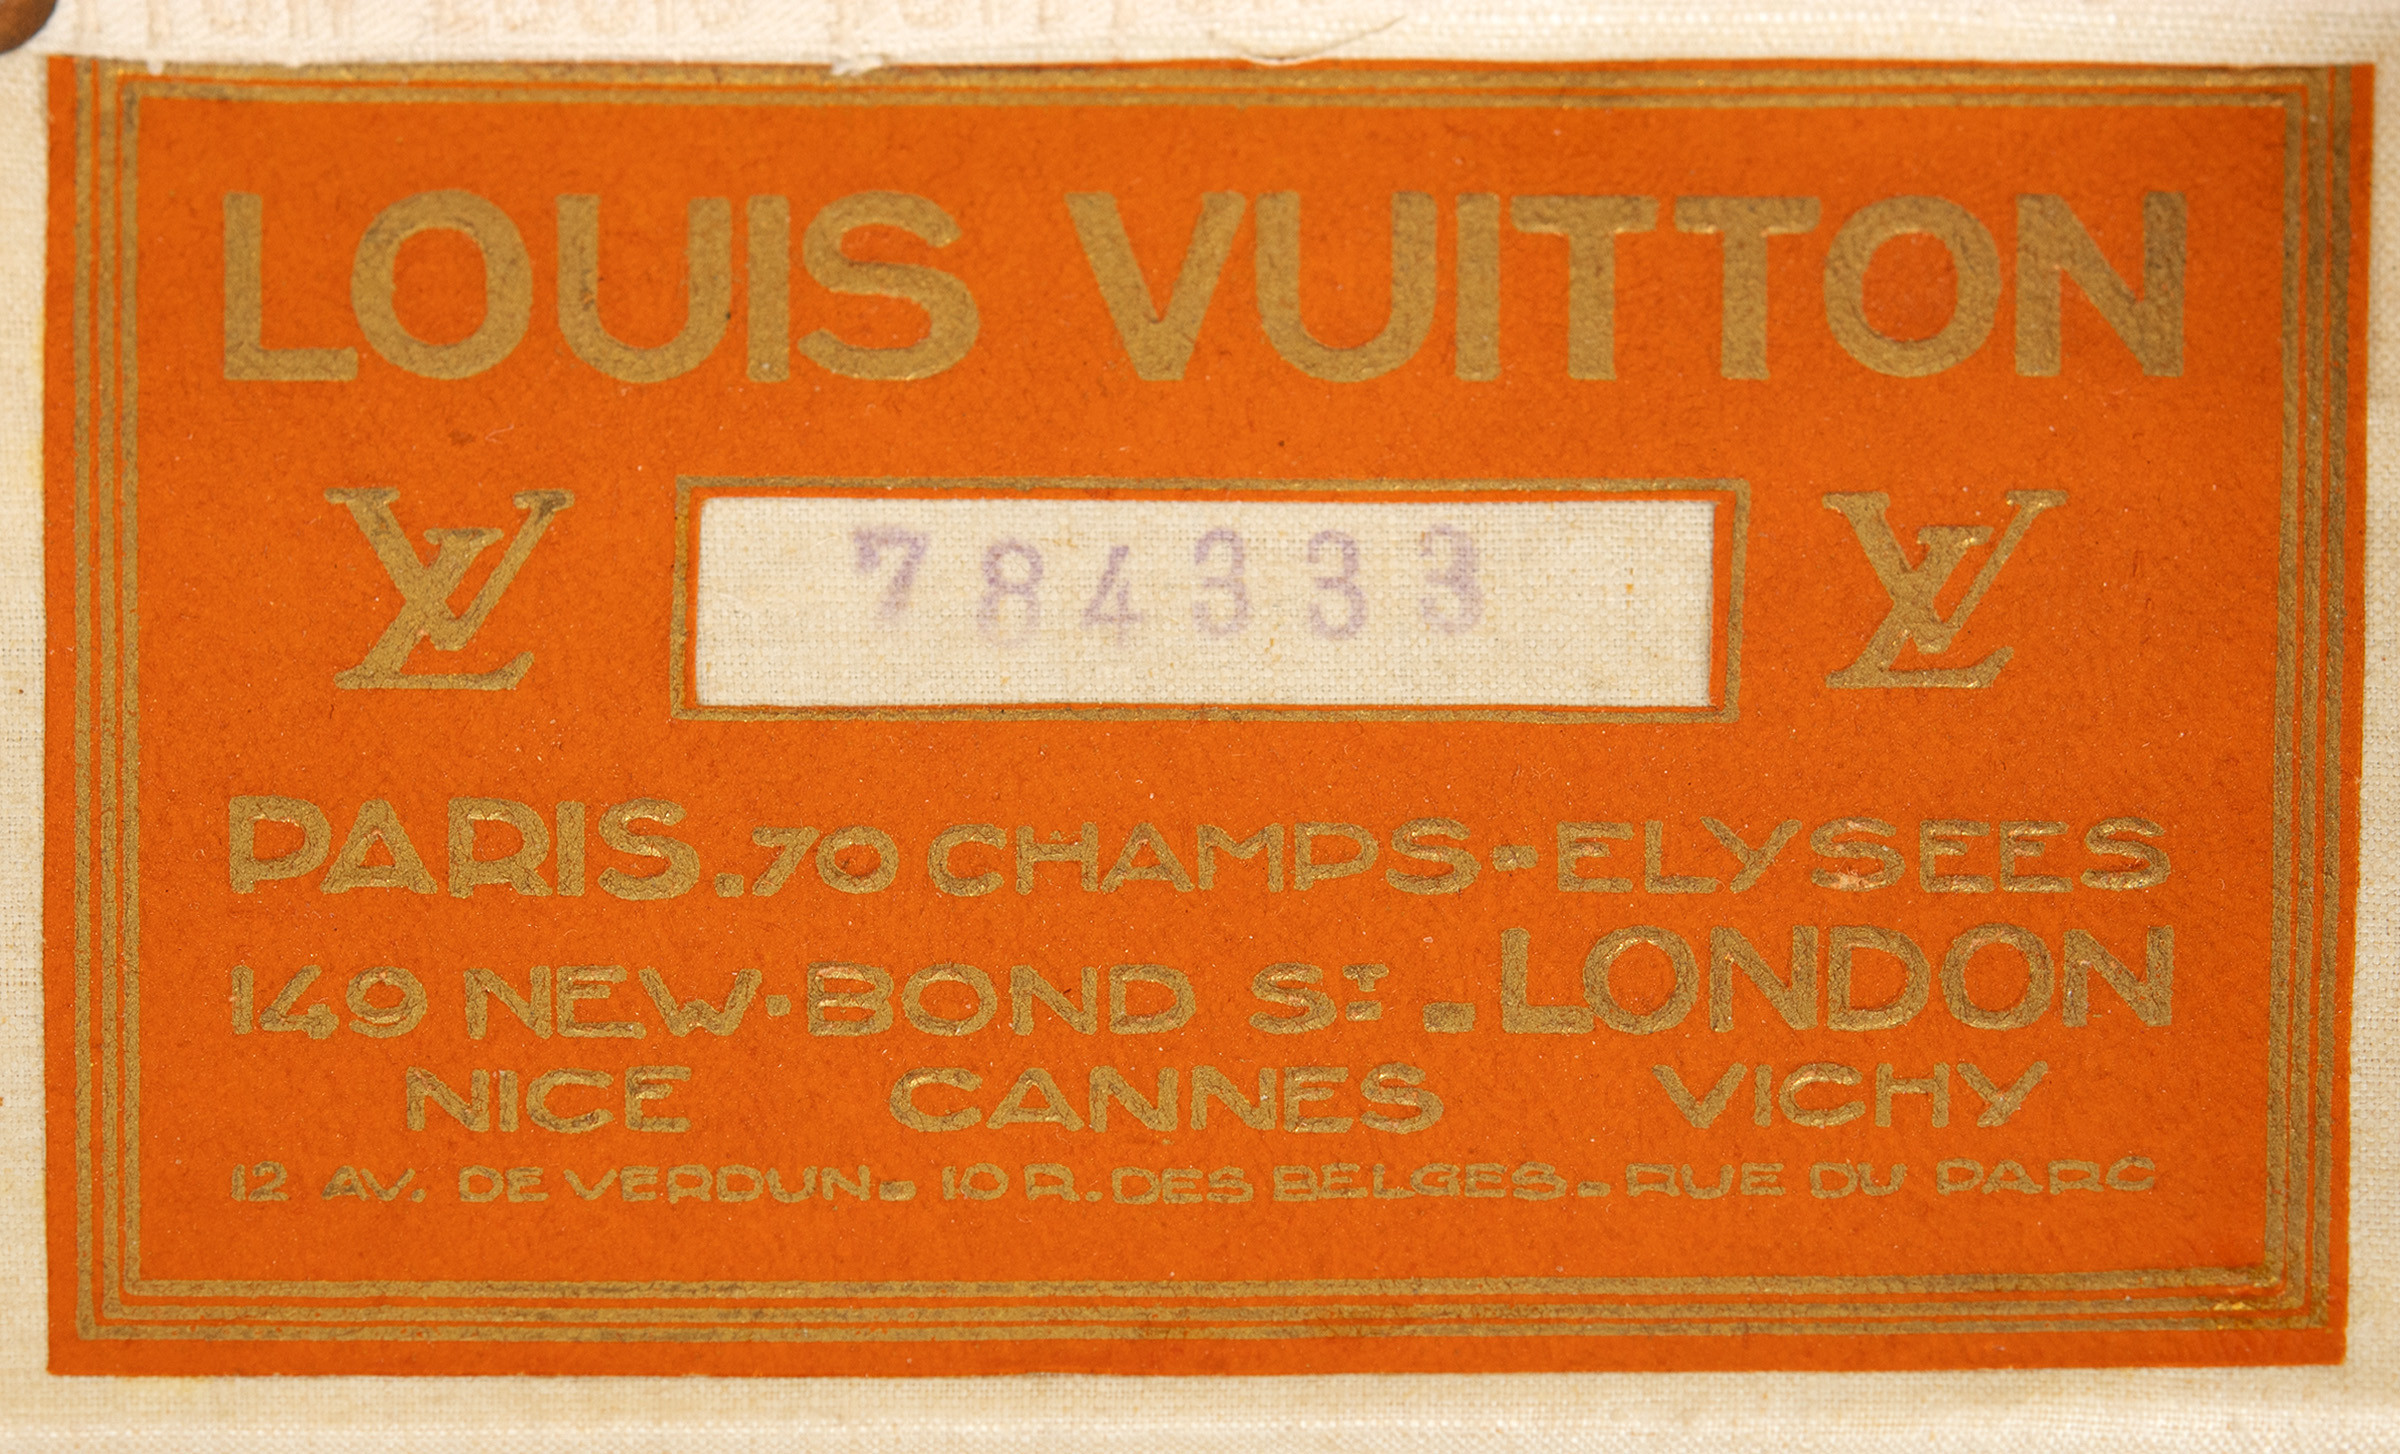 LOUIS VUITTON
LV 784333 LV
PARIS.70 CHAMPS-ELYSEES
149 NEW-BOND ST - LONDON
NICE CANNES VICHY
12 AV. DE VERDUN - 10 R. DES BELGES - RUE DU PARC